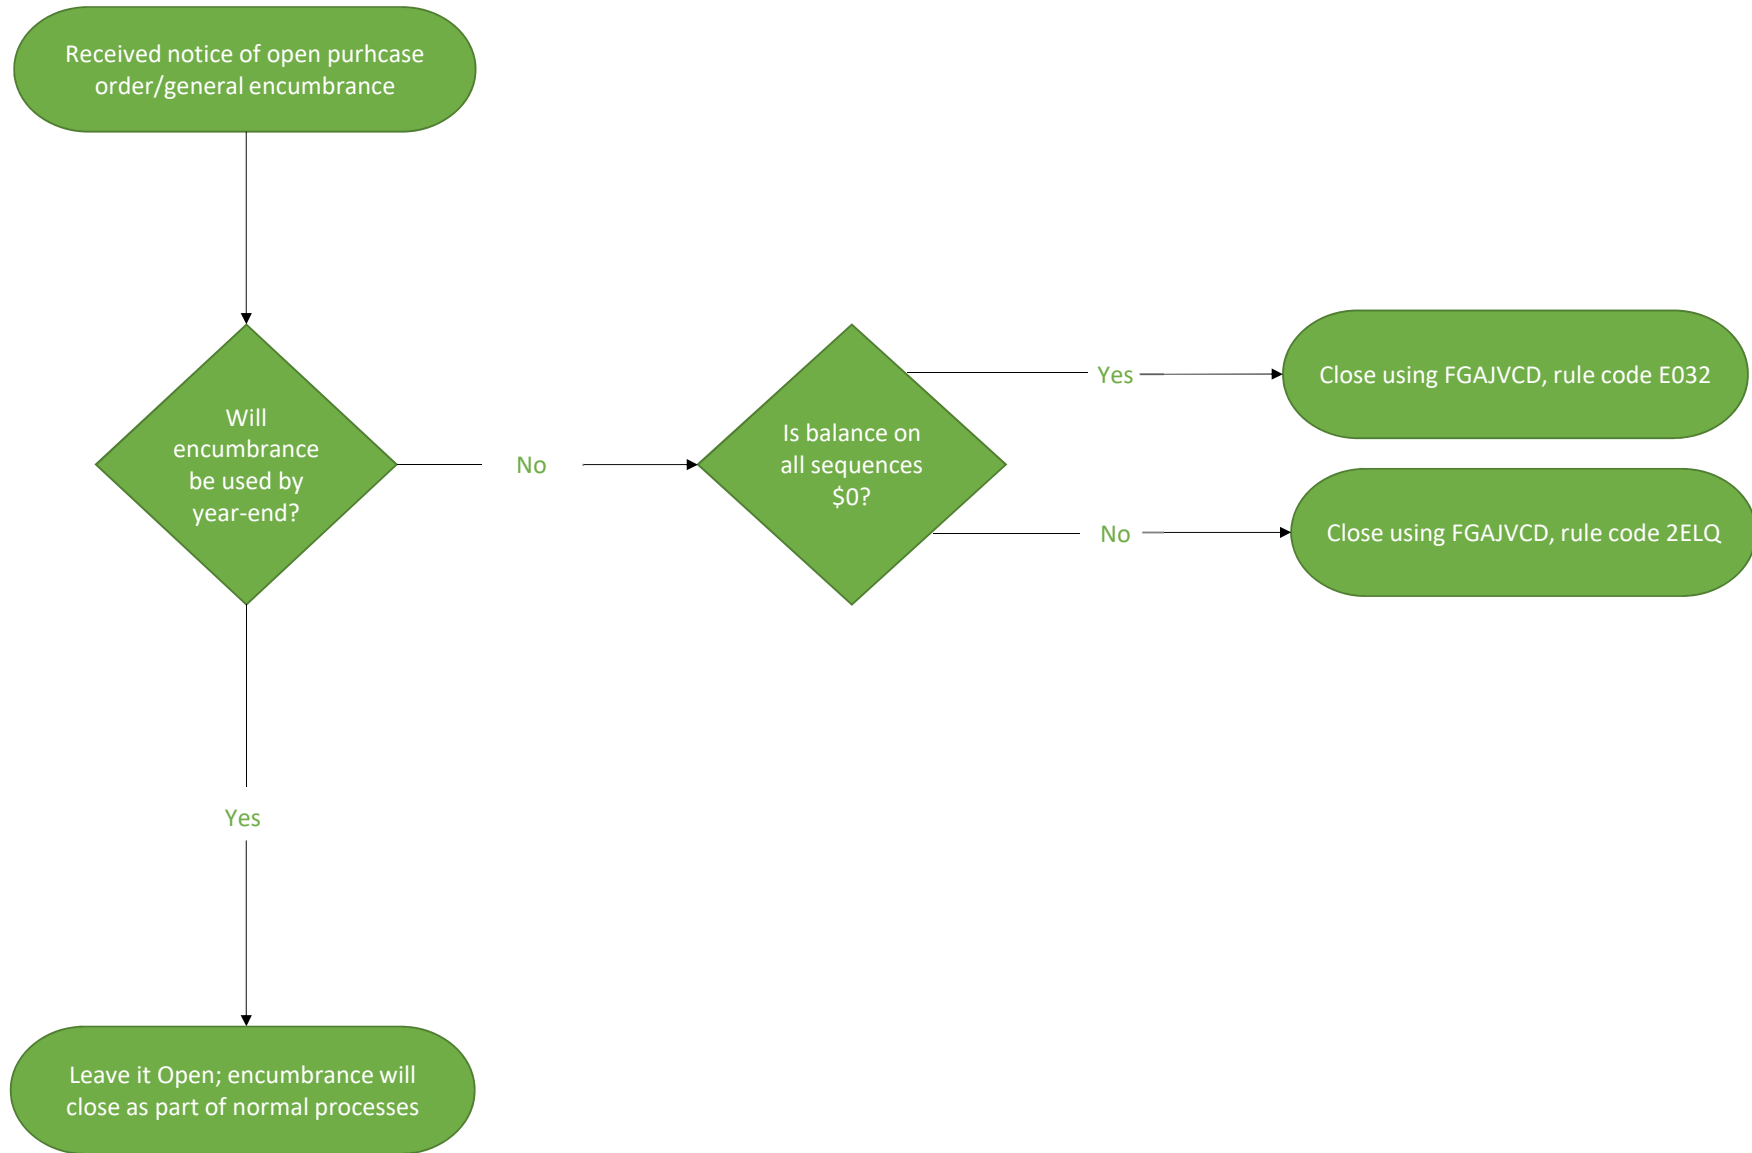 Received notice of open purhcase
order/general encumbrance
Will
encumbrance
be used by
year-end?
No
Is balance on
all sequences
$0?
Yes
Close using FGAJVCD, rule code E032
No
Close using FGAJVCD, rule code 2ELQ
Yes
Leave it Open; encumbrance will
close as part of normal processes